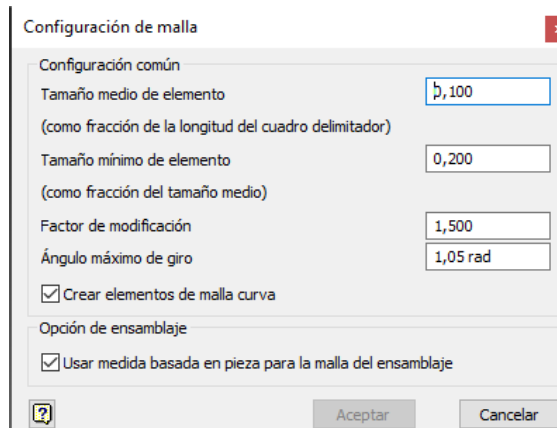 Configuración de malla
Configuración común
Tamaño medio de elemento 0,100
(como fracción de la longitud del cuadro delimitador)
Tamaño mínimo de elemento 0,200
(como fracción del tamaño medio)
Factor de modificación 1,500
Ángulo máximo de giro 1,05 rad
Crear elementos de malla curva
Opción de ensamblaje
Usar medida basada en pieza para la malla del ensamblaje
Aceptar Cancelar